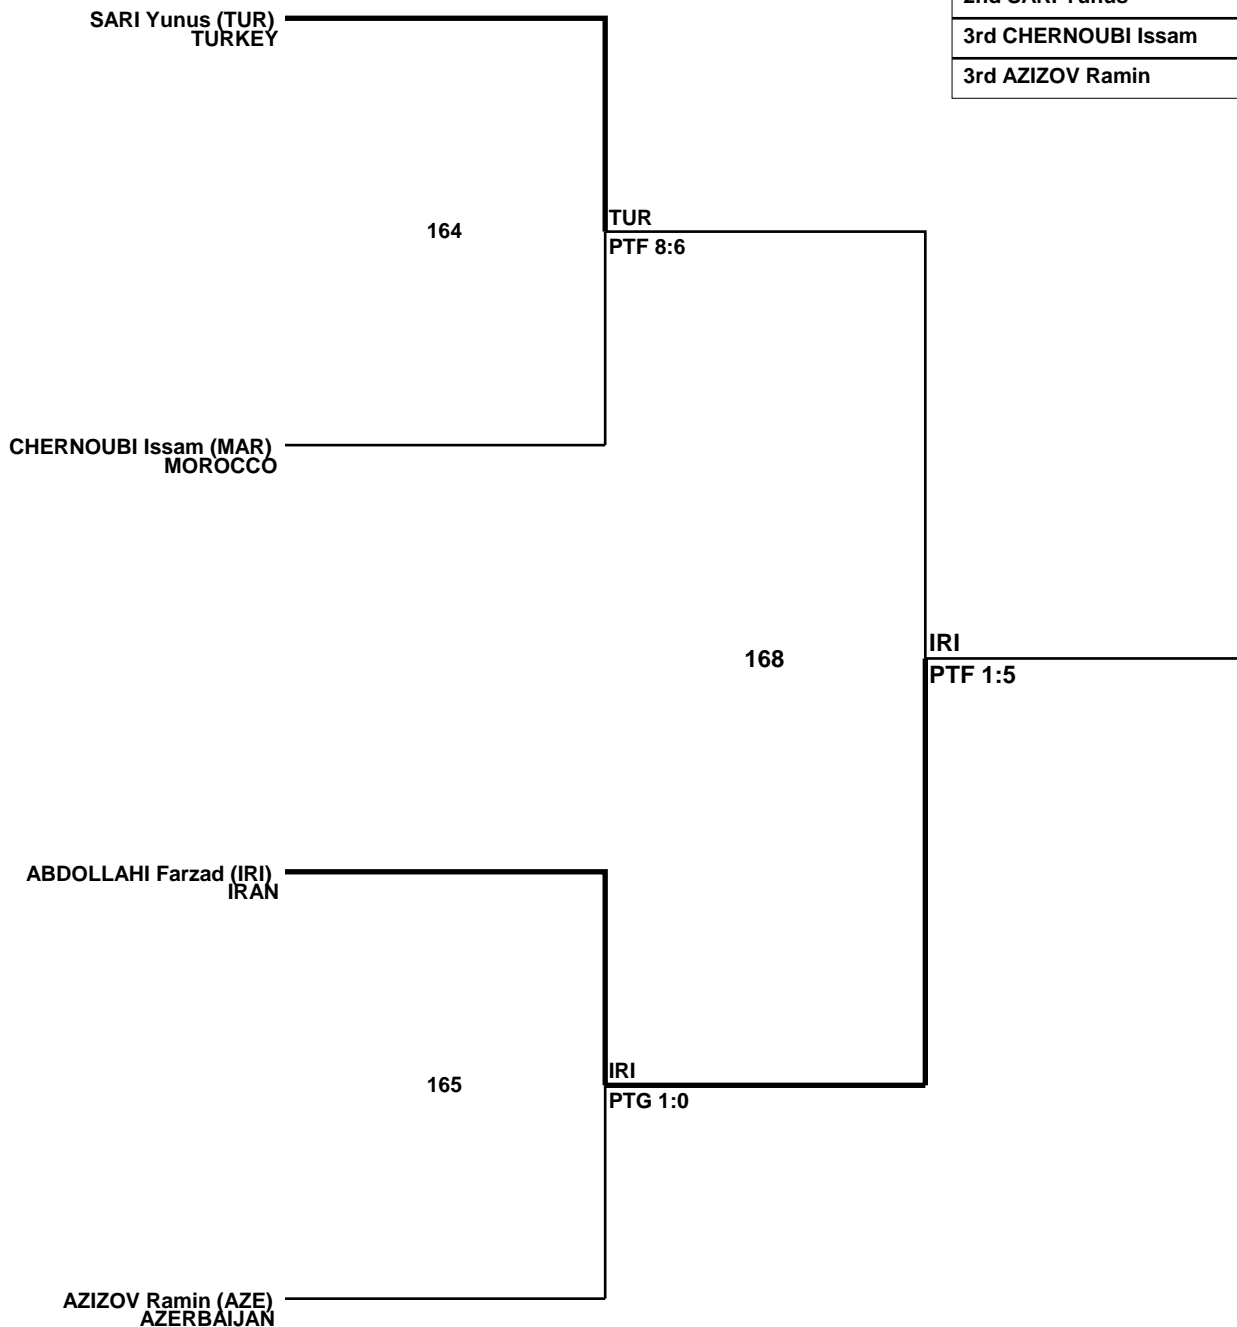 2nd SARI Yunus
3rd CHERNOUBI Issam
3rd AZIZOV Ramin
SARI Yunus (TUR)
TURKEY
164
TUR
PTF 8:6
CHERNOUBI Issam (MAR)
MOROCCO
168
IRI
PTF 1:5
ABDOLLAHI Farzad (IRI)
IRAN
165
IRI
PTG 1:0
AZIZOV Ramin (AZE)
AZERBAIJAN